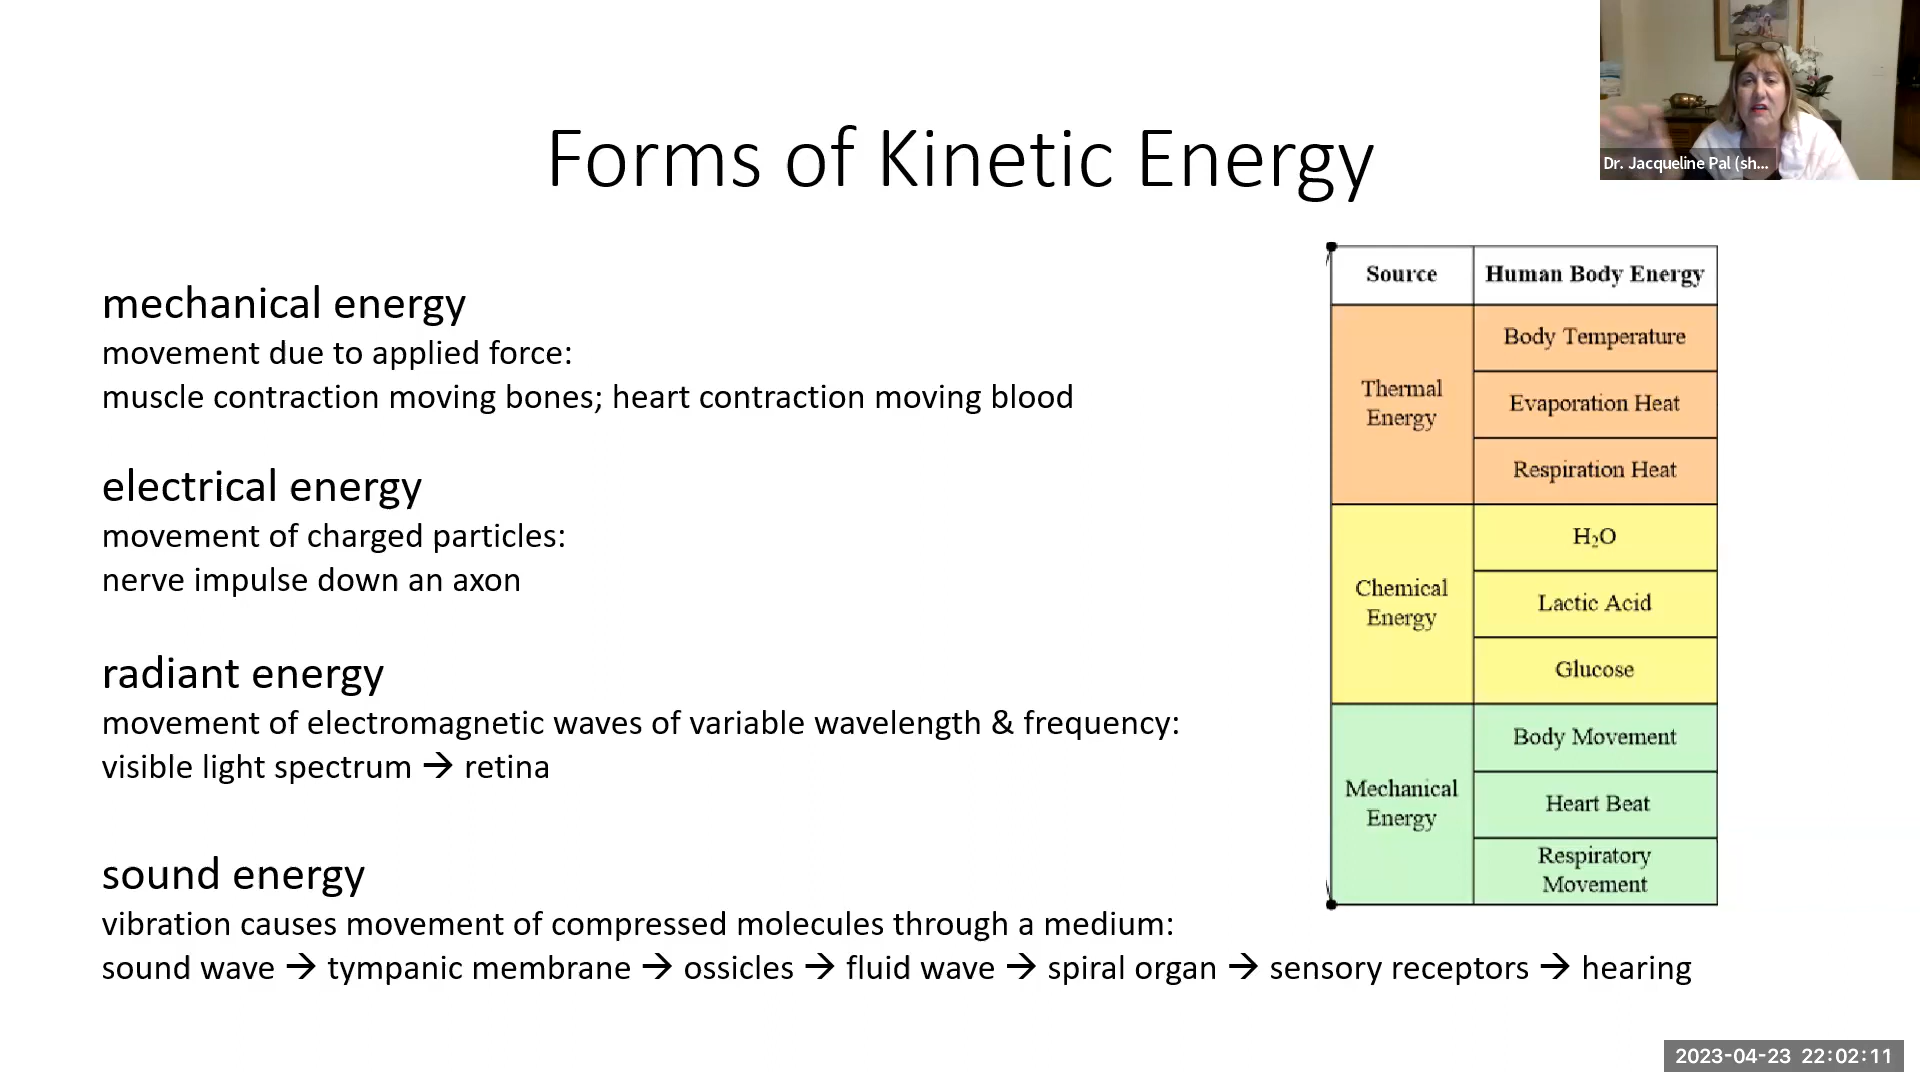 Dr. Jacqueline Pal (sh...
Forms of Kinetic Energy
mechanical energy
movement due to applied force:
muscle contraction moving bones; heart contraction moving blood
electrical energy
movement of charged particles:
nerve impulse down an axon
radiant energy
movement of electromagnetic waves of variable wavelength & frequency:
visible light spectrum → retina
sound energy
vibration causes movement of compressed molecules through a medium:
sound wave → tympanic membrane → ossicles → fluid wave → spiral organ → sensory receptors → hearing
Source Human Body Energy
Thermal
Energy
Body Temperature
Evaporation Heat
Respiration Heat
Chemical
Energy
H₂O
Lactic Acid
Glucose
Mechanical
Energy
Body Movement
Heart Beat
Respiratory
Movement
2023-04-23 22:02:11